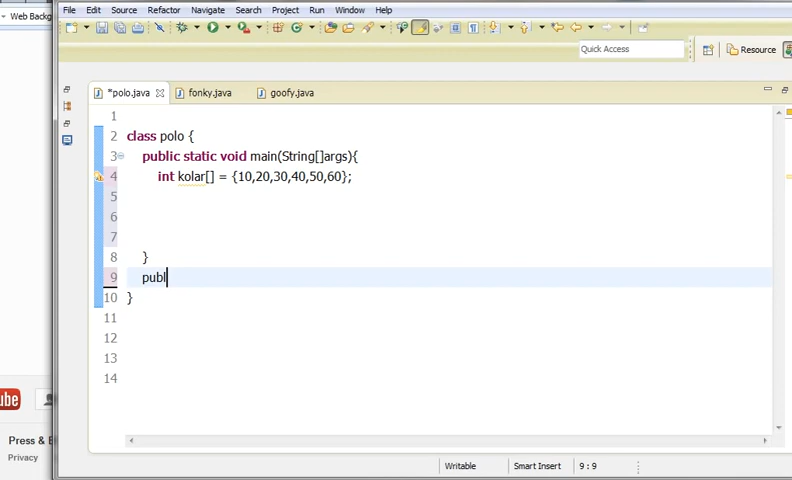 File Edit Source Refactor Navigate Search Project Run Window Help
Web Backg
Quick Access
Resource
*polo.java fonky.java goofy.java
1
2 class polo {
3 public static void main(String[]args){
4 int kolar[] = {10,20,30,40,50,60};
5
6
7
8 }
9 publ
10 }
11
12
13
14
ube
Press & B
Privacy
Writable Smart Insert 9 : 9